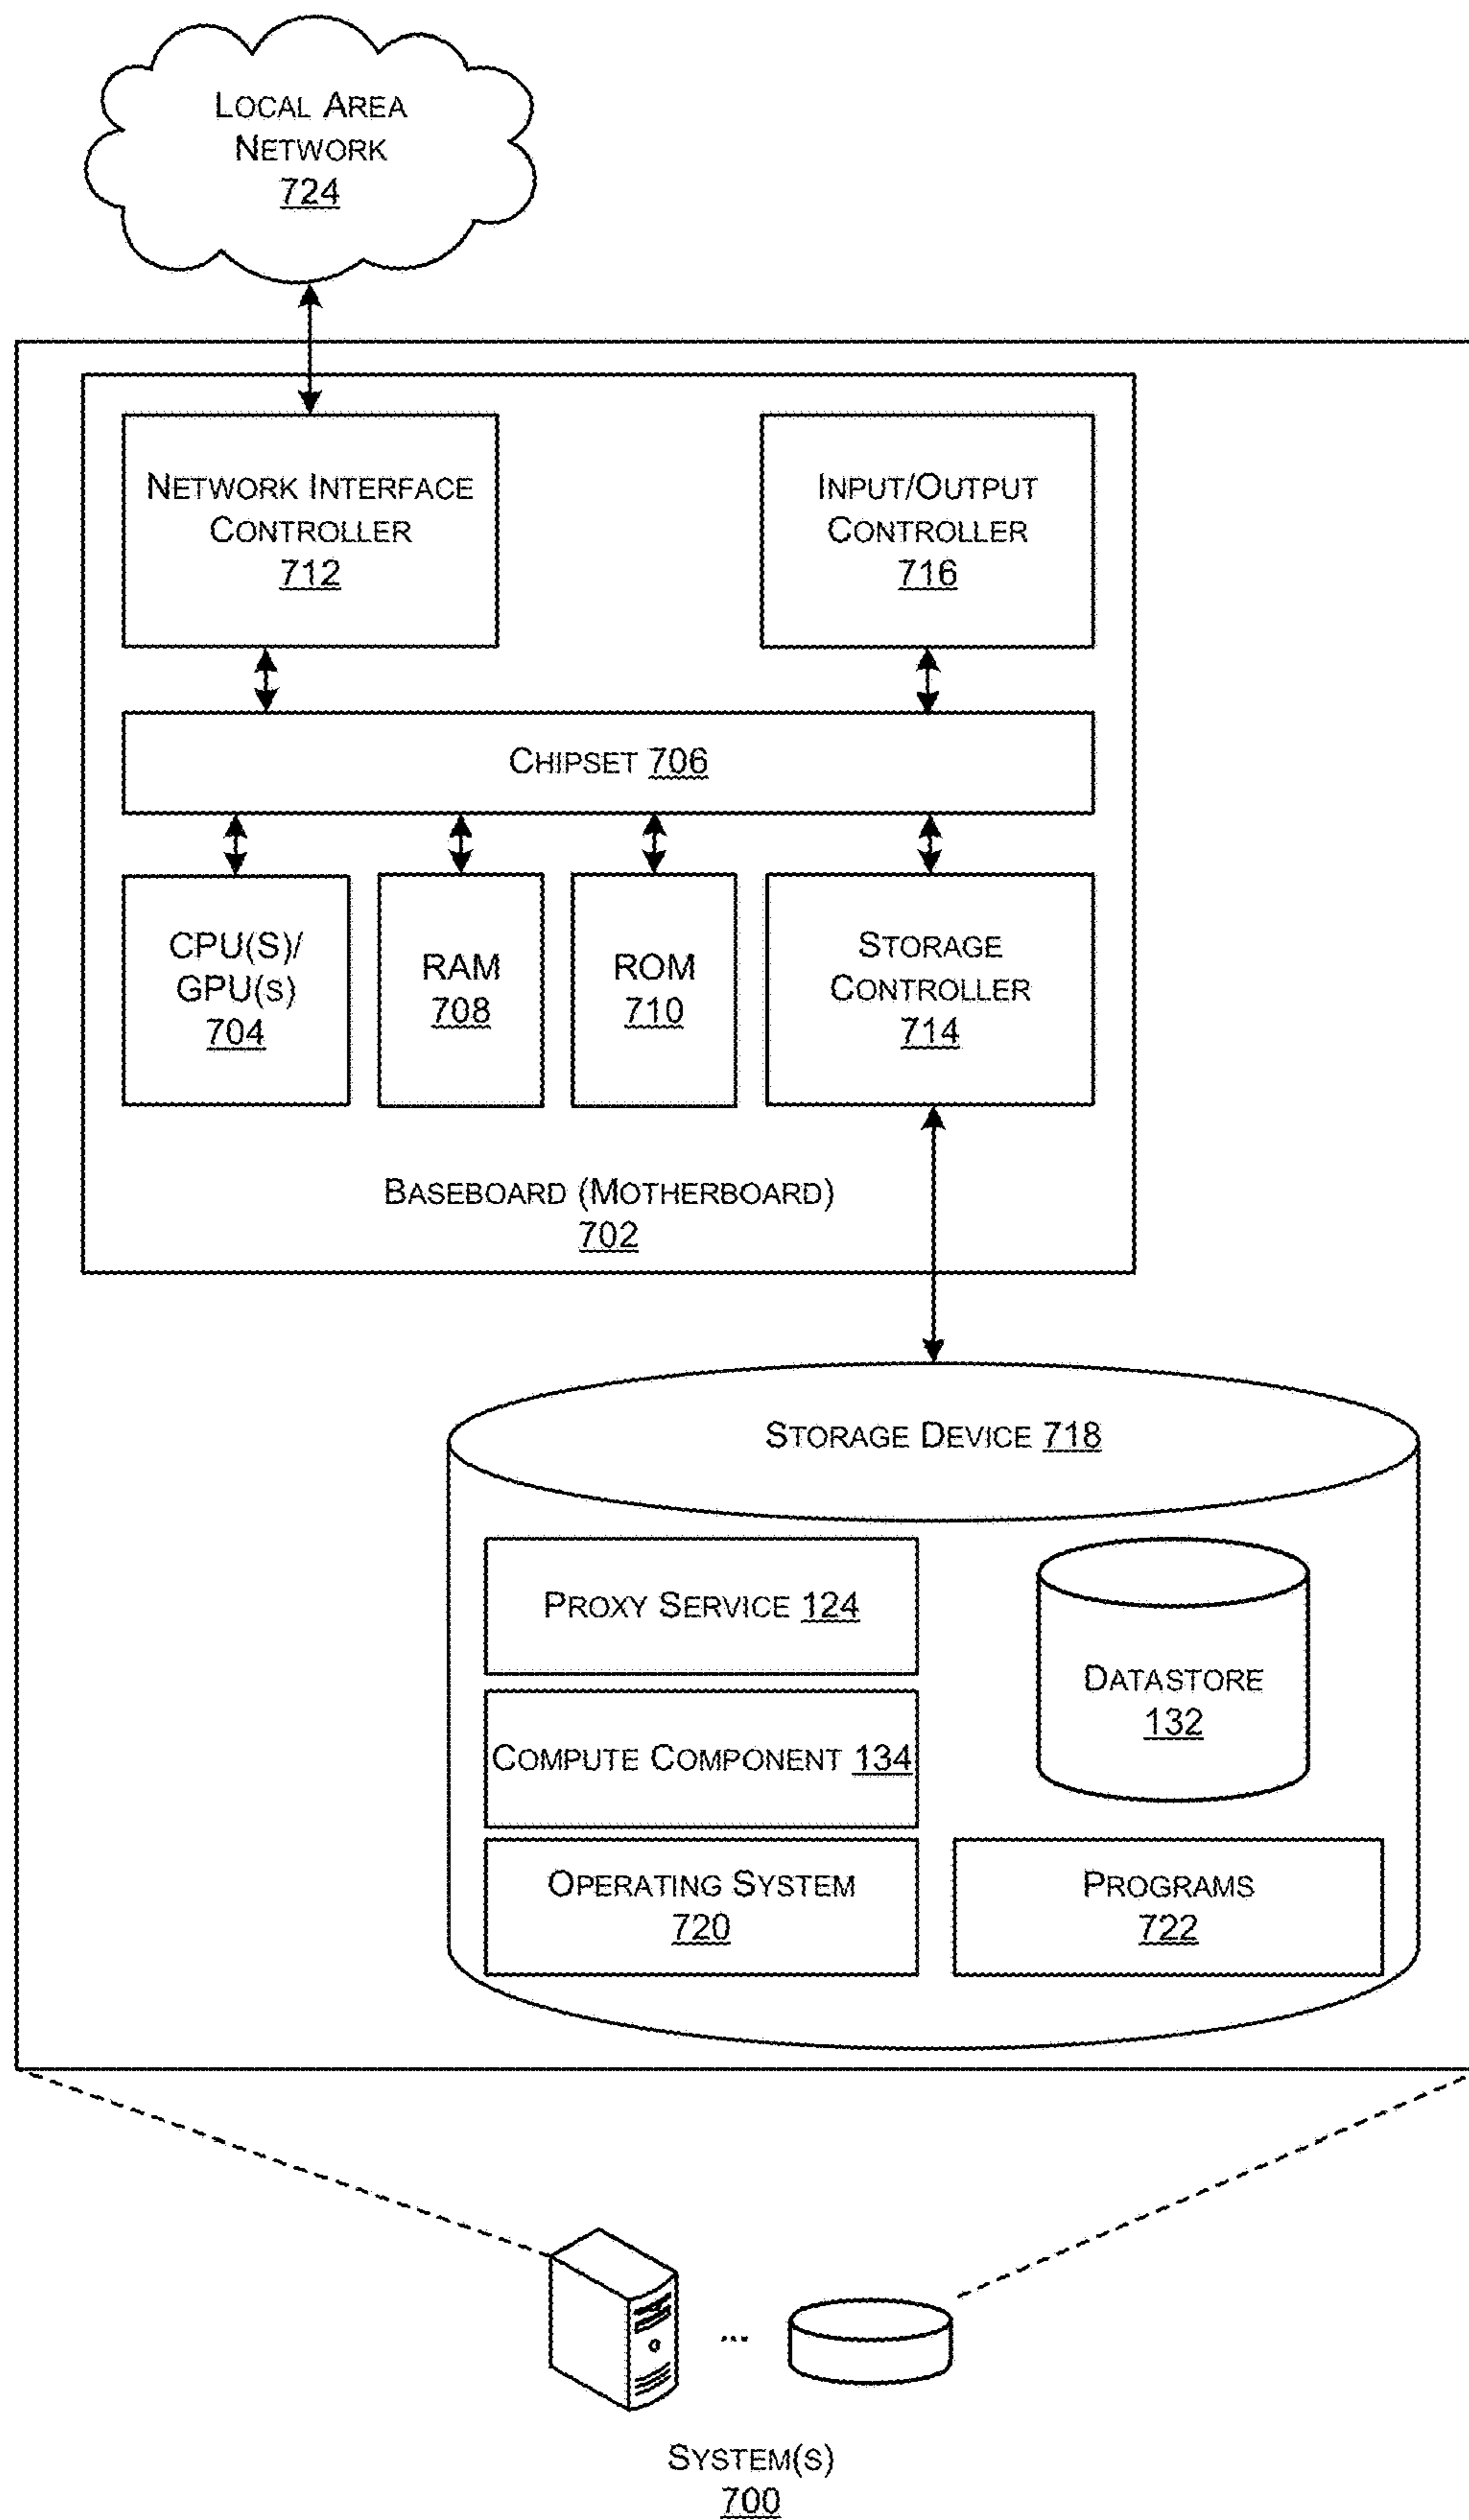 LOCAL AREA
NETWORK
724
NETWORK INTERFACE
CONTROLLER
712
INPUT/OUTPUT
CONTROLLER
716
CHIPSET 706
CPU(S)/
GPU(S)
704
RAM
708
ROM
710
STORAGE
CONTROLLER
714
BASEBOARD (MOTHERBOARD)
702
STORAGE DEVICE 718
PROXY SERVICE 124
DATASTORE
132
COMPUTE COMPONENT 134
OPERATING SYSTEM
720
PROGRAMS
722
...
SYSTEM(S)
700